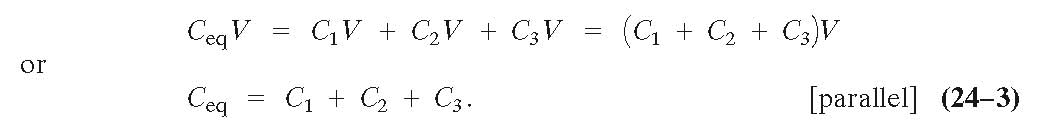 C_eq V = C_1 V + C_2 V + C_3 V = (C_1 + C_2 + C_3)V
or
C_eq = C_1 + C_2 + C_3. [parallel] (24–3)